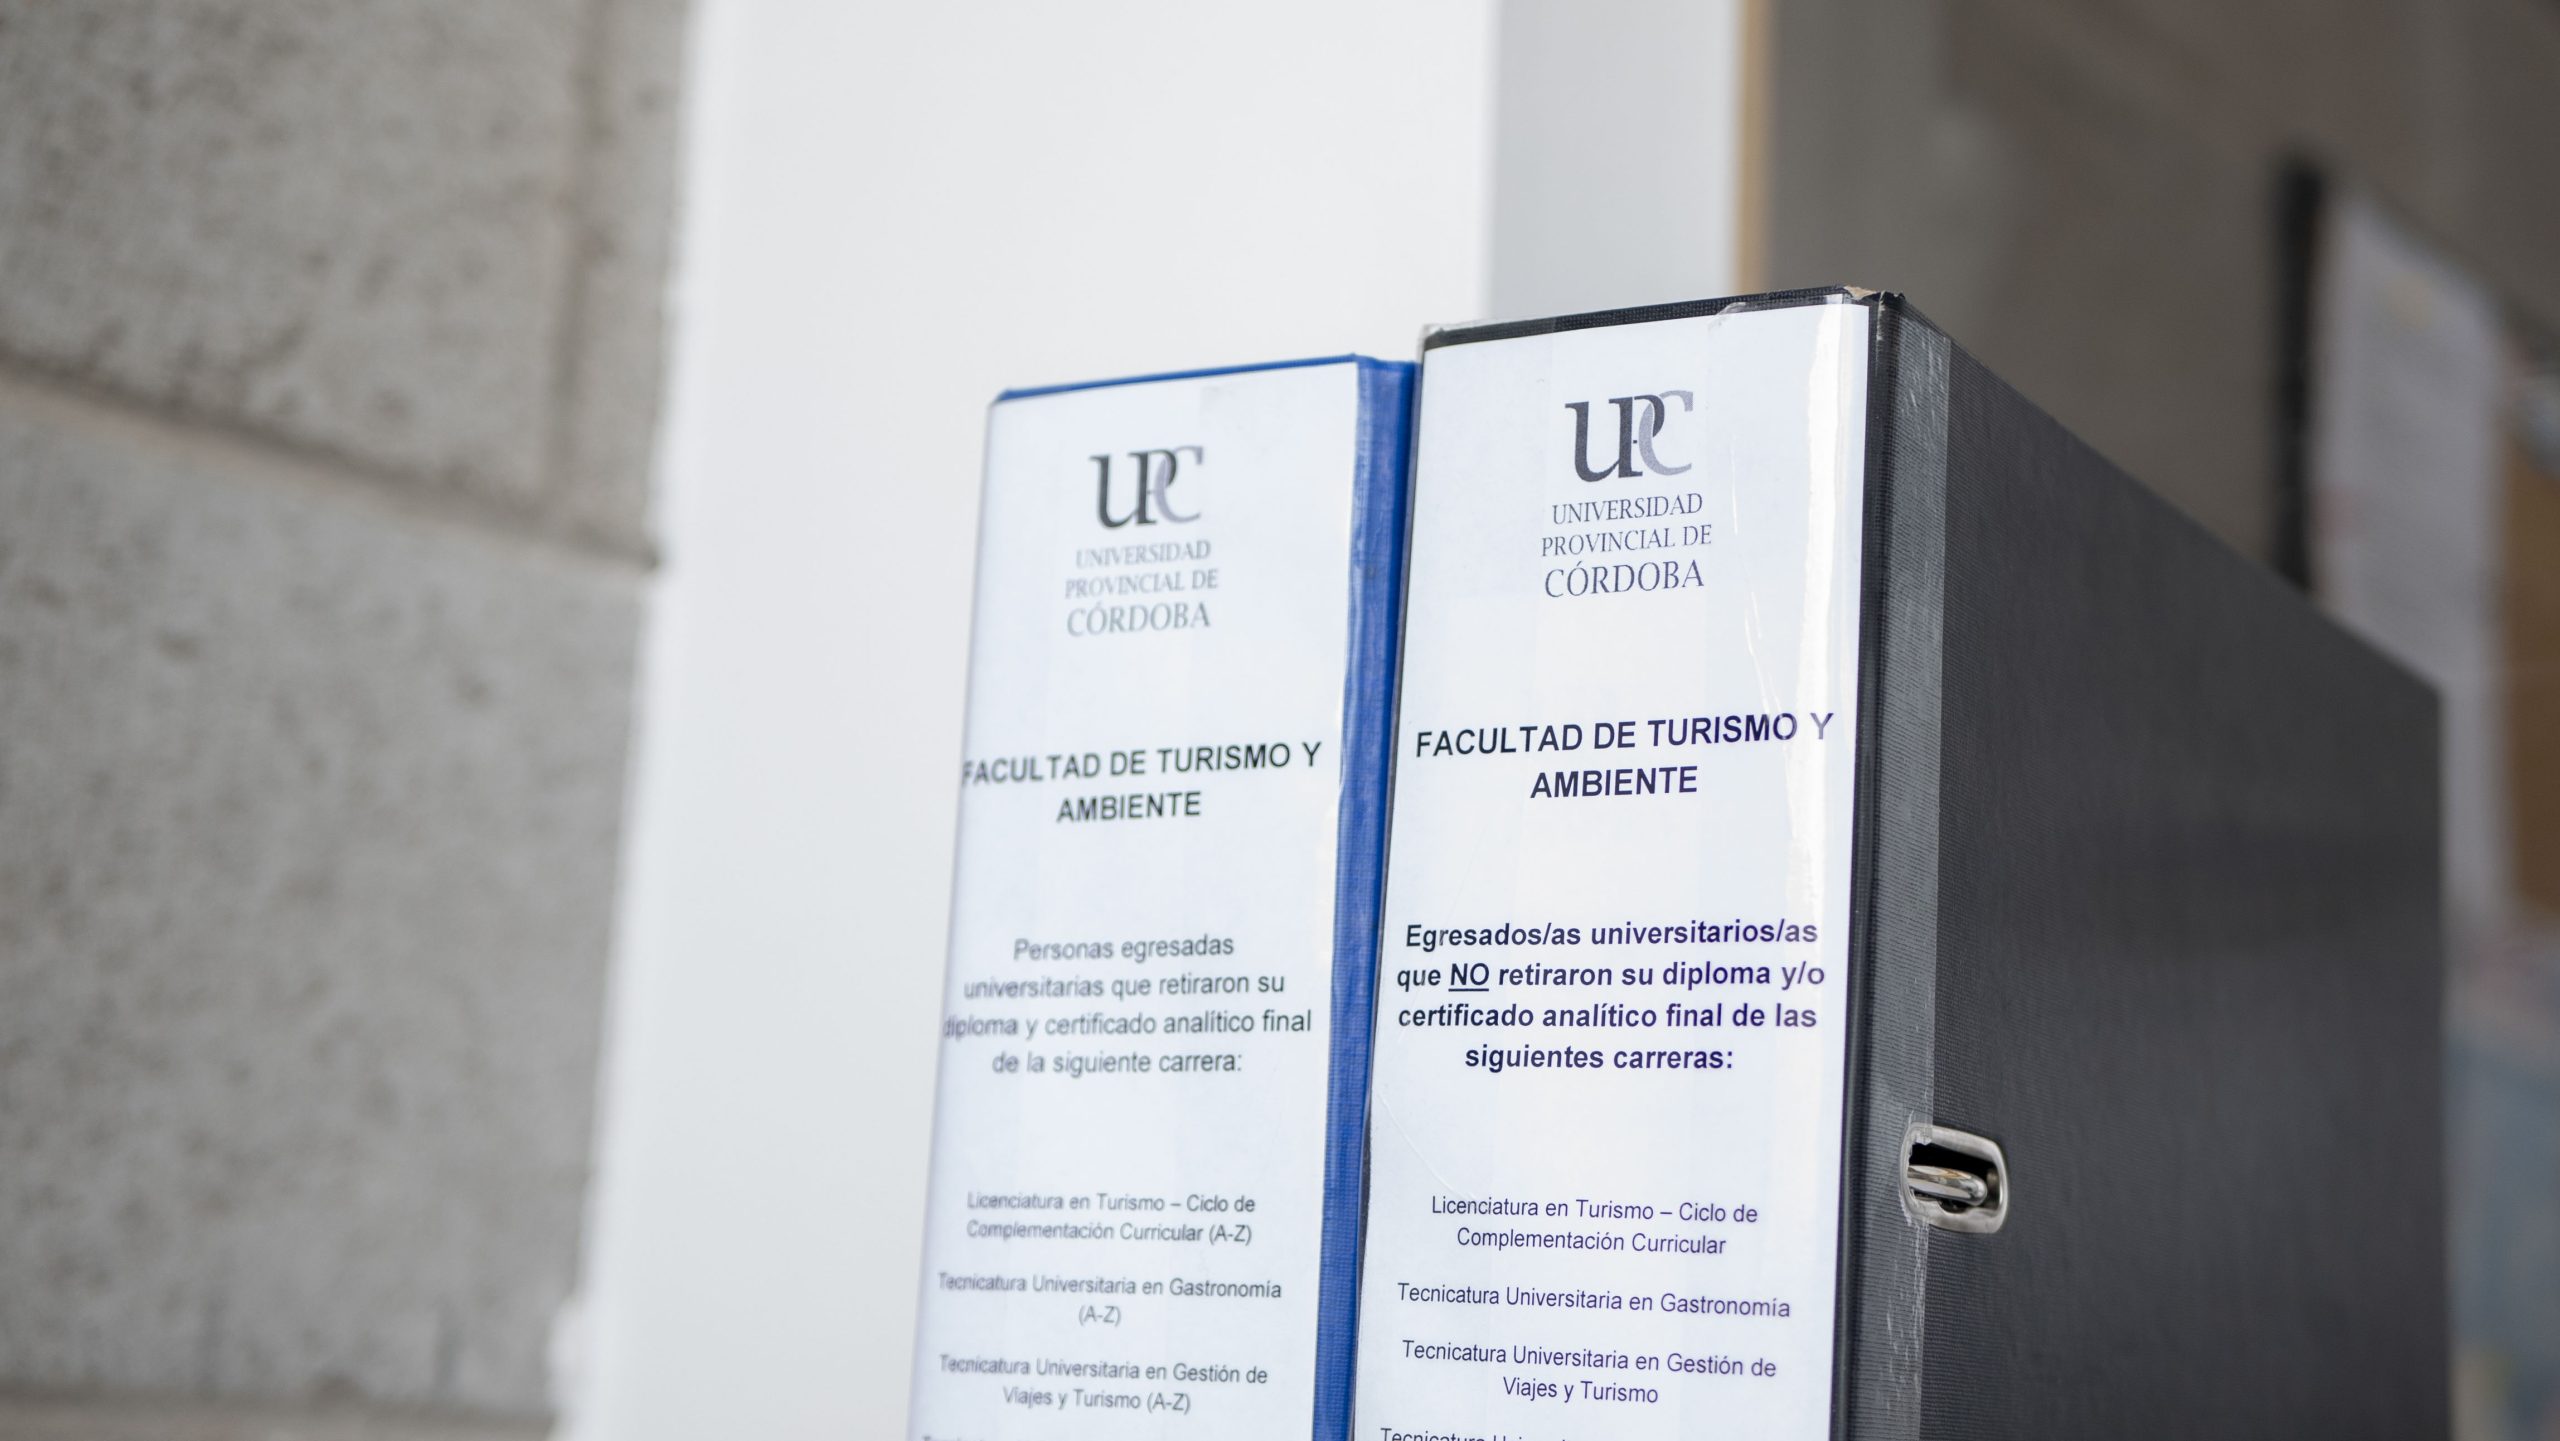 UPC
UNIVERSIDAD
PROVINCIAL DE
CÓRDOBA
FACULTAD DE TURISMO Y
AMBIENTE
Personas egresadas
universitarias que retiraron su
diploma y certificado analítico final
de la siguiente carrera:
Licenciatura en Turismo – Ciclo de
Complementación Curricular (A-Z)
Tecnicatura Universitaria en Gastronomía
(A-Z)
Tecnicatura Universitaria en Gestión de
Viajes y Turismo (A-Z)
UPC
UNIVERSIDAD
PROVINCIAL DE
CÓRDOBA
FACULTAD DE TURISMO Y
AMBIENTE
Egresados/as universitarios/as
que NO retiraron su diploma y/o
certificado analítico final de las
siguientes carreras:
Licenciatura en Turismo – Ciclo de
Complementación Curricular
Tecnicatura Universitaria en Gastronomía
Tecnicatura Universitaria en Gestión de
Viajes y Turismo
Tecnicatura